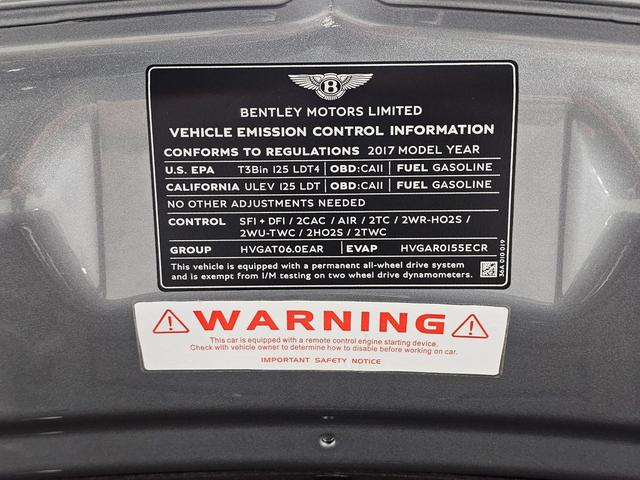 B
BENTLEY MOTORS LIMITED
VEHICLE EMISSION CONTROL INFORMATION
CONFORMS TO REGULATIONS 2017 MODEL YEAR
U.S. EPA T3Bin 125 LDT4 OBD:CAII FUEL GASOLINE
CALIFORNIA ULEV 125 LDT OBD:CAII FUEL GASOLINE
NO OTHER ADJUSTMENTS NEEDED
CONTROL SFI + DFI / 2CAC / AIR / 2TC / 2WR-HO2S /
2WU-TWC / 2HO2S / 2TWC
GROUP HVGAT06.0EAR EVAP HVGAR0155ECR
This vehicle is equipped with a permanent all-wheel drive system
and is exempt from I/M testing on two wheel drive dynamometers.
36A 010 019
WARNING
This car is equipped with a remote control engine starting device.
Check with vehicle owner to determine how to disable before working on car.
IMPORTANT SAFETY NOTICE